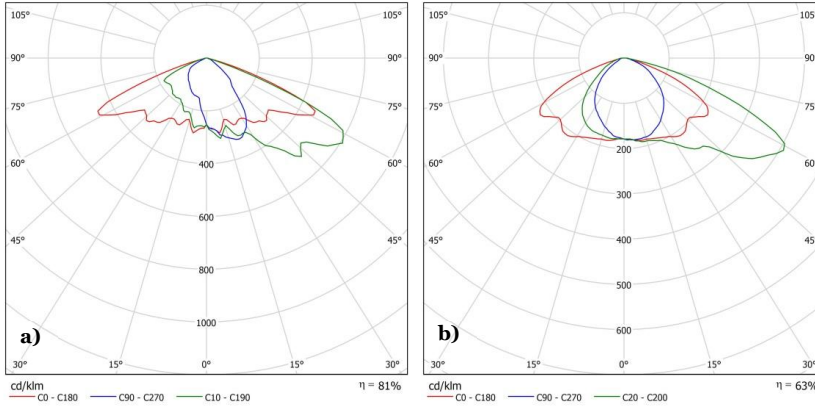 105° 105°
90° 90°
75° 75°
60° 60°
45° 45°
30° 15° 0° 15° 30°
400
600
800
1000
a)
cd/klm η = 81%
C0 - C180 C90 - C270 C10 - C190
105° 105°
90° 90°
75° 75°
60° 60°
45° 45°
30° 15° 0° 15° 30°
200
300
400
500
600
b)
cd/klm η = 63%
C0 - C180 C90 - C270 C20 - C200